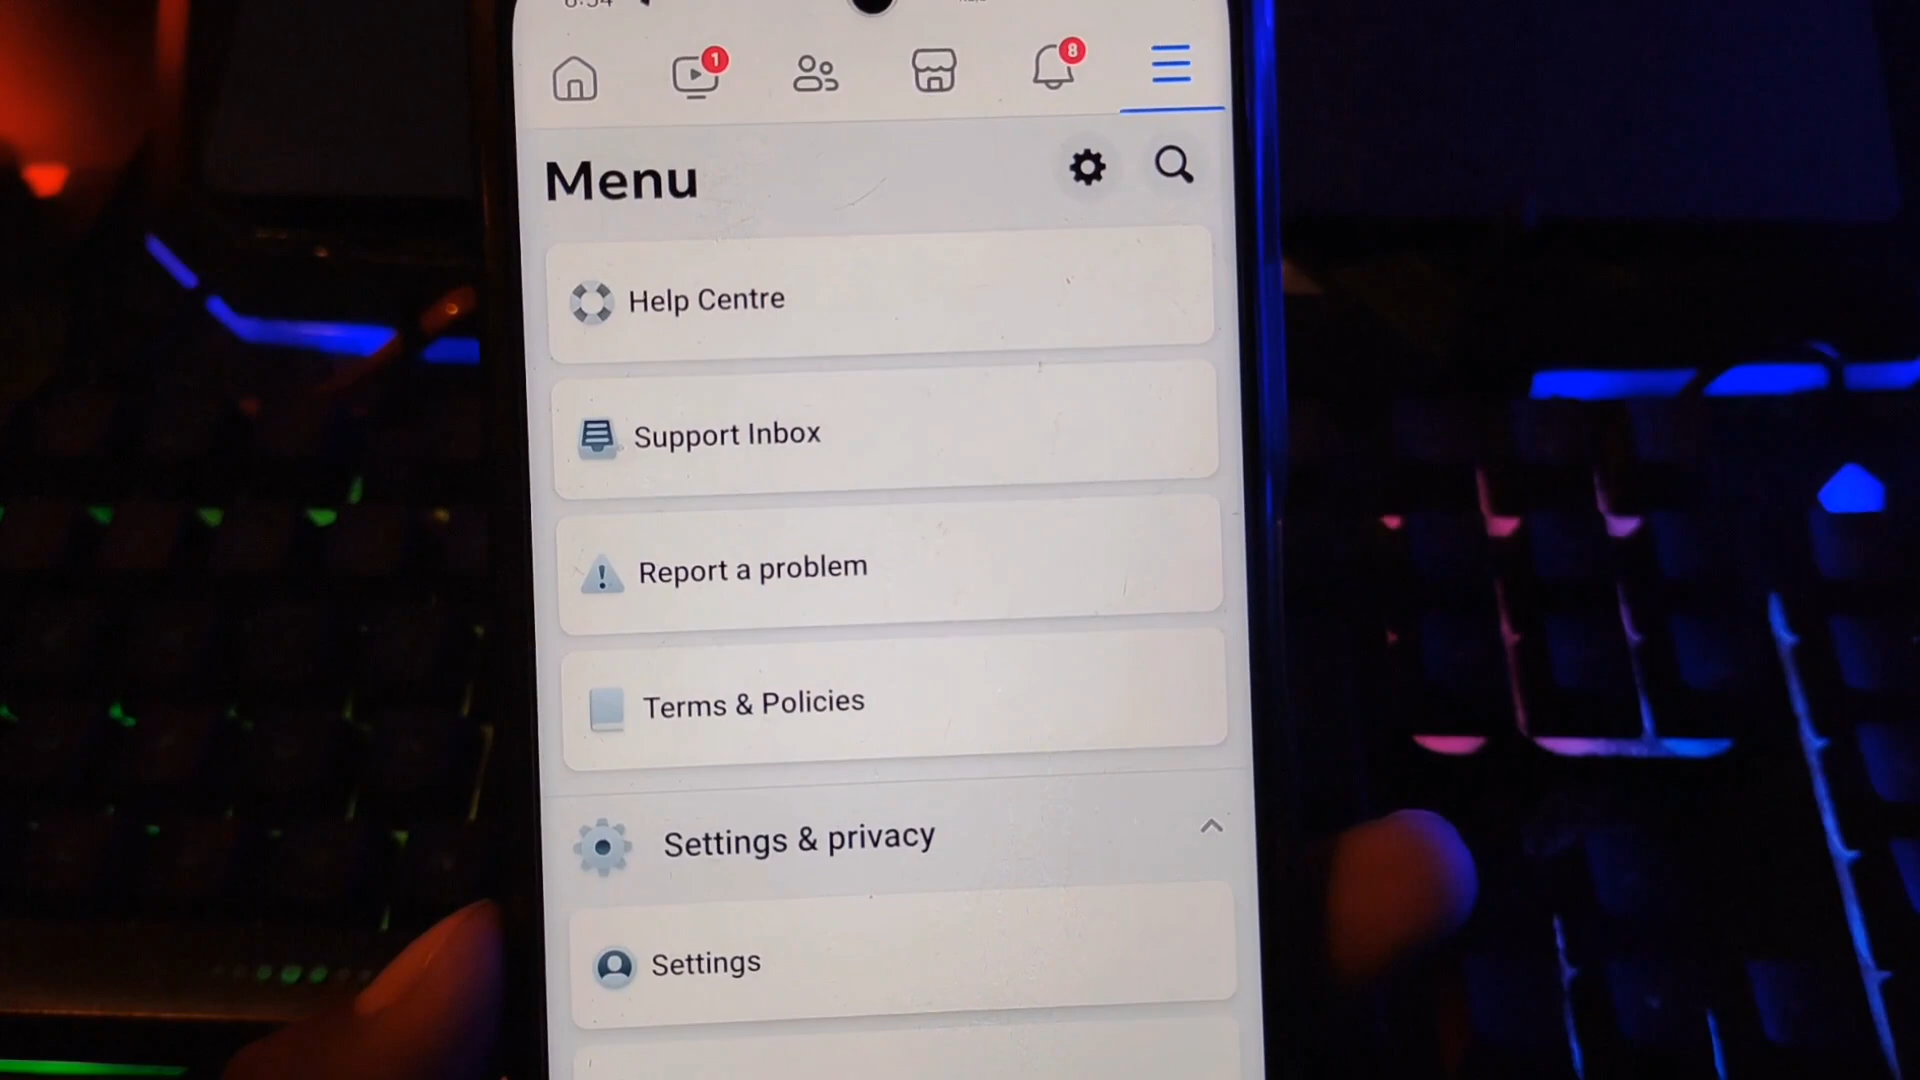 1
8
Menu
Help Centre
Support Inbox
Report a problem
Terms & Policies
Settings & privacy
Settings